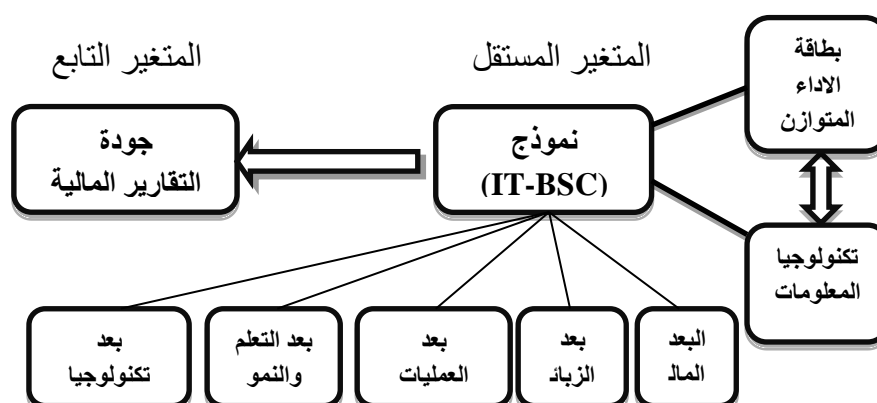 المتغير المستقل
المتغير التابع
بطاقة
الاداء
المتوازن
نموذج
(IT-BSC)
جودة
التقارير المالية
تكنولوجيا
المعلومات
البعد
المال
بعد
الزبائ
بعد
العمليات
بعد التعلم
والنمو
بعد
تكنولوجيا